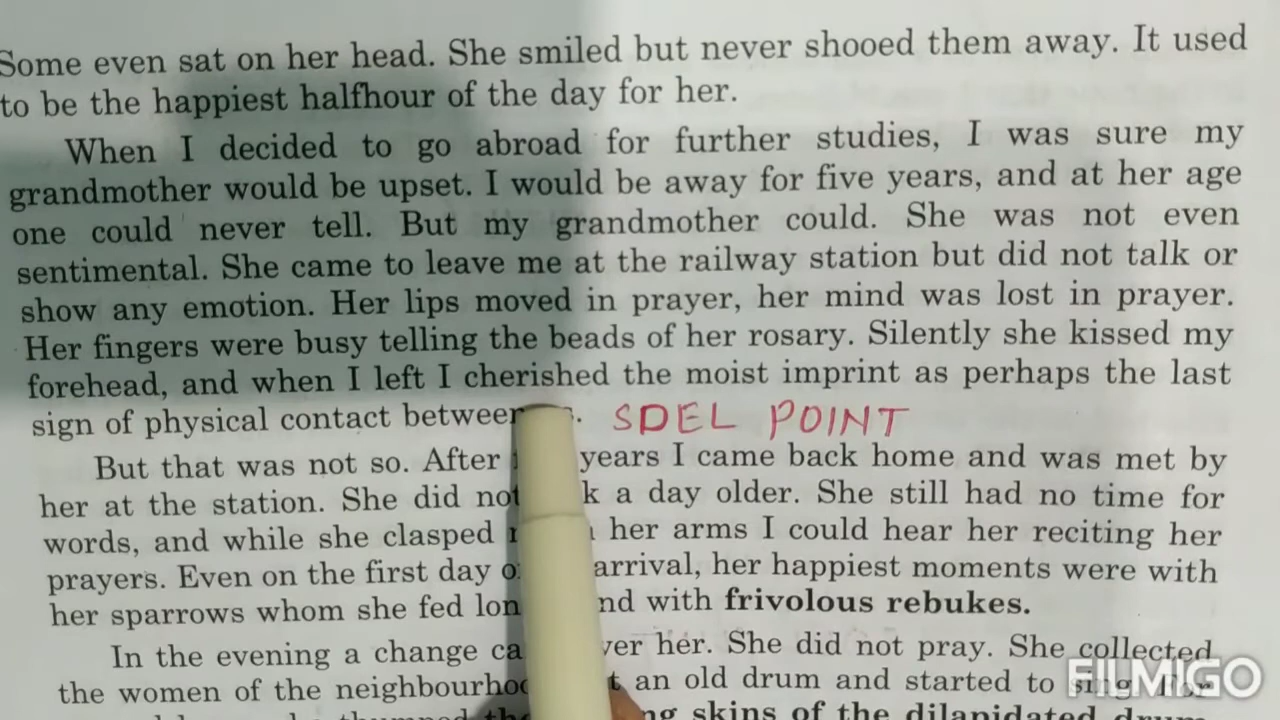 Some even sat on her head. She smiled but never shooed them away. It used
to be the happiest halfhour of the day for her.
When I decided to go abroad for further studies, I was sure my
grandmother would be upset. I would be away for five years, and at her age
one could never tell. But my grandmother could. She was not even
sentimental. She came to leave me at the railway station but did not talk or
show any emotion. Her lips moved in prayer, her mind was lost in prayer.
Her fingers were busy telling the beads of her rosary. Silently she kissed my
forehead, and when I left I cherished the moist imprint as perhaps the last
sign of physical contact between
SDEL POINT
But that was not so. After years I came back home and was met by
her at the station. She did not a day older. She still had no time for
words, and while she clasped her arms I could hear her reciting her
prayers. Even on the first day arrival, her happiest moments were with
her sparrows whom she fed with frivolous rebukes.
In the evening a change her. She did not pray. She collected
the women of the an old drum and started to sing. For
skins of the dilapidated drum
FILMIGO